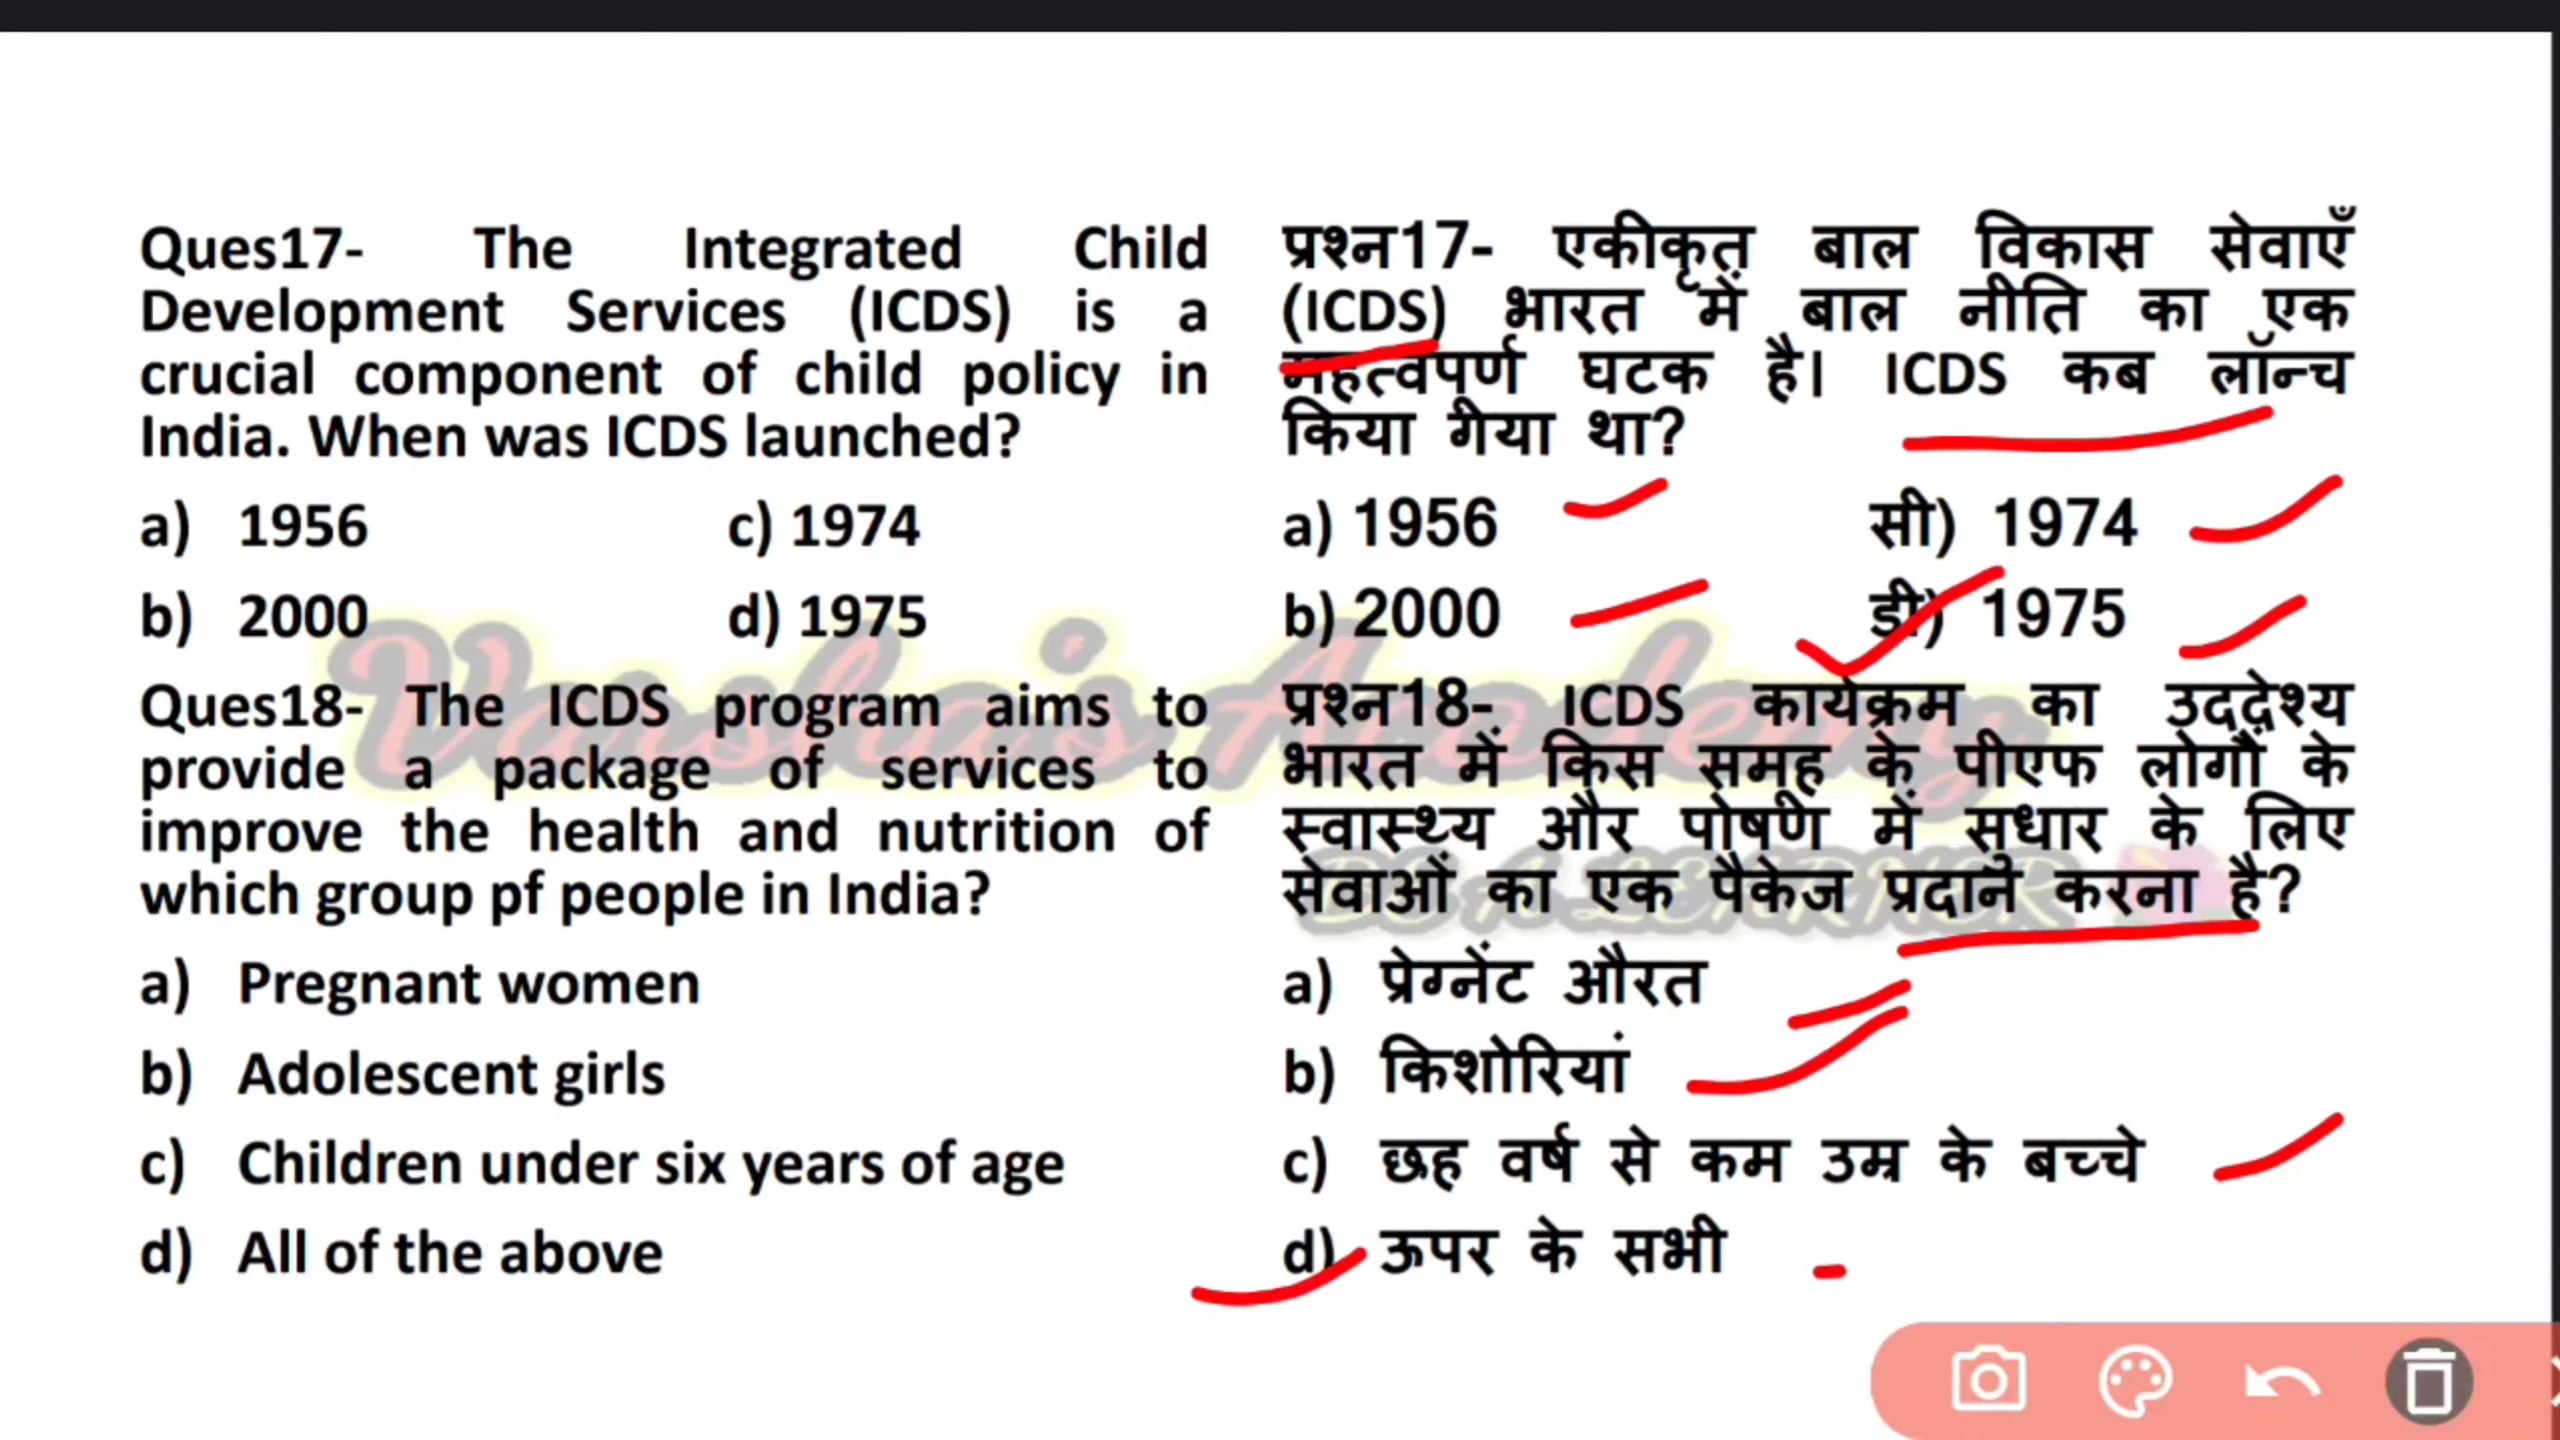 Ques17- The Integrated Child
Development Services (ICDS) is a
crucial component of child policy in
India. When was ICDS launched?
a) 1956 c) 1974
b) 2000 d) 1975
Ques18- The ICDS program aims to
provide a package of services to
improve the health and nutrition of
which group pf people in India?
a) Pregnant women
b) Adolescent girls
c) Children under six years of age
d) All of the above
प्रश्न17- एकीकृत बाल विकास सेवाएँ
(ICDS) भारत में बाल नीति का एक
महत्वपूर्ण घटक है। ICDS कब लॉन्च
किया गया था?
a) 1956 सी) 1974
b) 2000 डी) 1975
प्रश्न18- ICDS कार्यक्रम का उद्देश्य
भारत में किस समूह के पीएफ लोगों के
स्वास्थ्य और पोषण में सुधार के लिए
सेवाओं का एक पैकेज प्रदान करना है?
a) प्रेग्नेंट औरत
b) किशोरियां
c) छह वर्ष से कम उम्र के बच्चे
d) ऊपर के सभी
Varsha's Academy
BE A LEARNER